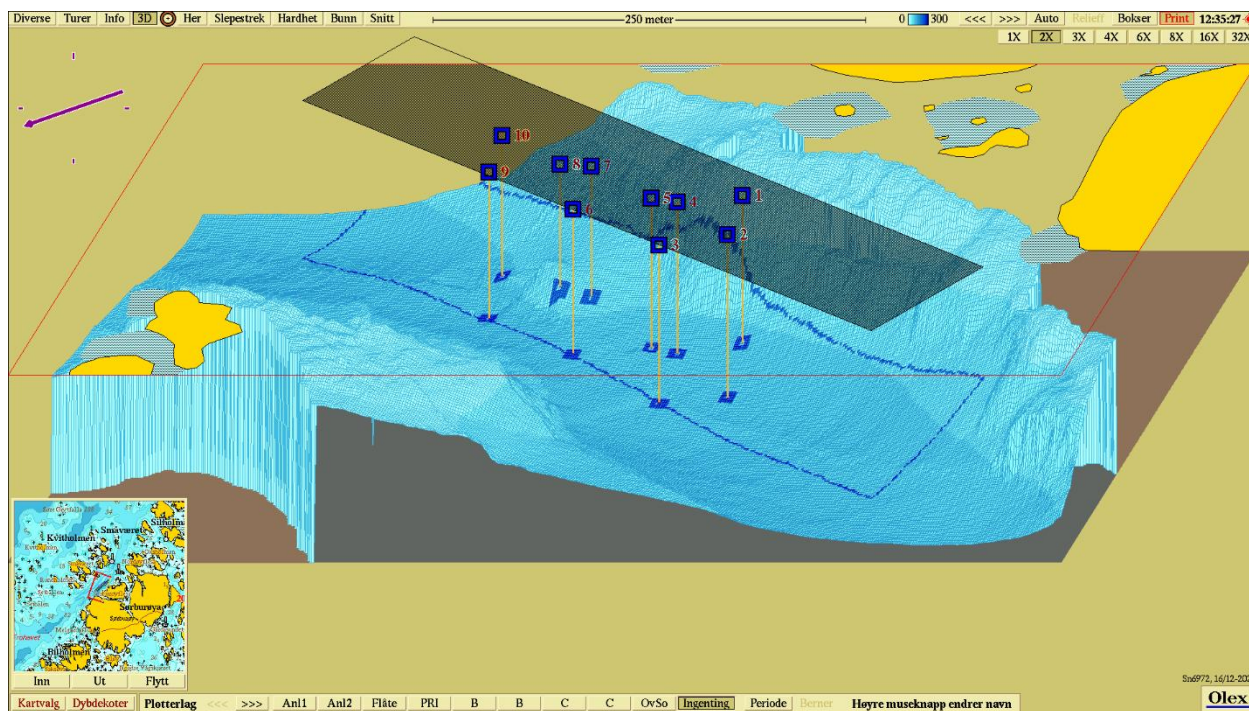 Diverse Turer Info 3D Her Slepestrek Hardhet Bunn Snitt 250 meter 0 300 <<< >>> Auto Relieff Bokser Print 12:35:27
1X 2X 3X 4X 6X 8X 16X 32X
10
8 7
9
5 4 1
6
2
3
Småværet
Kvitholmen
Sørburøya
Bilholmen
Inn Ut Flytt
Kartvalg Dybdekoter Plotterlag <<< >>> Anl1 Anl2 Flåte PRI B B C C OvSo Ingenting Periode Berner Høyre museknapp endrer navn Olex